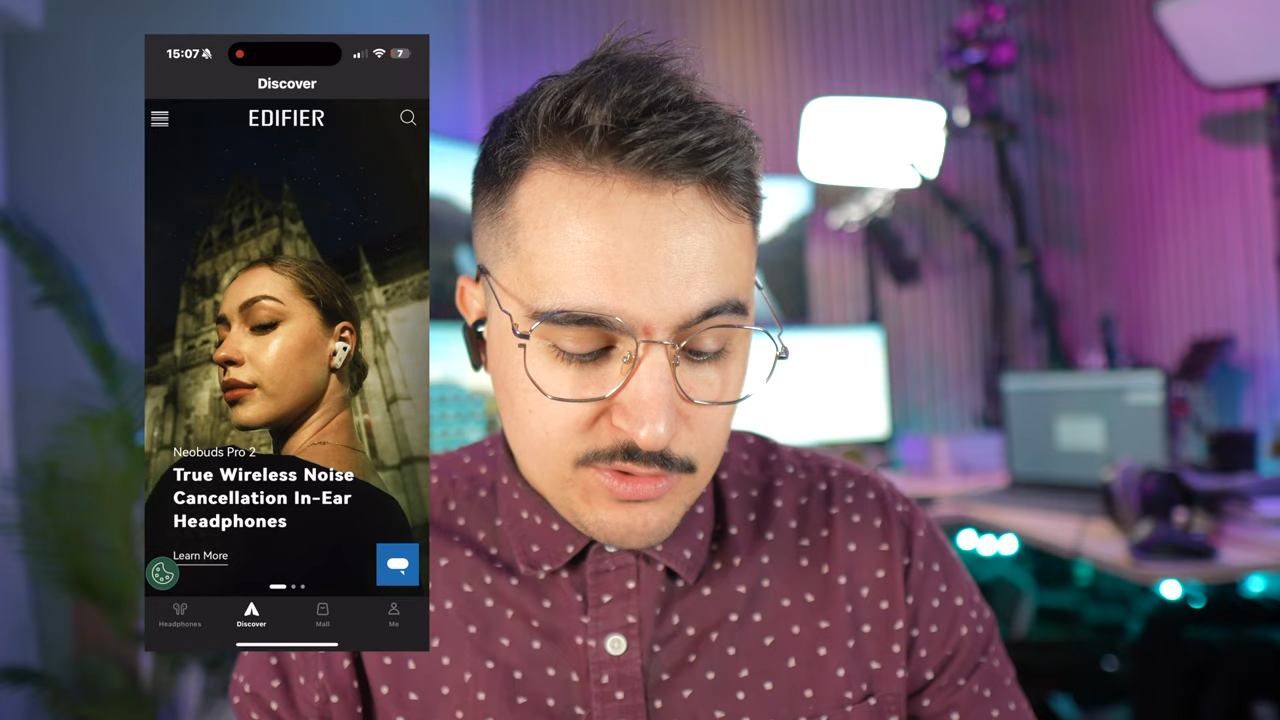 15:07
7
Discover
EDIFIER
Neobuds Pro 2
True Wireless Noise
Cancellation In-Ear
Headphones
Learn More
Headphones
Discover
Mall
Me